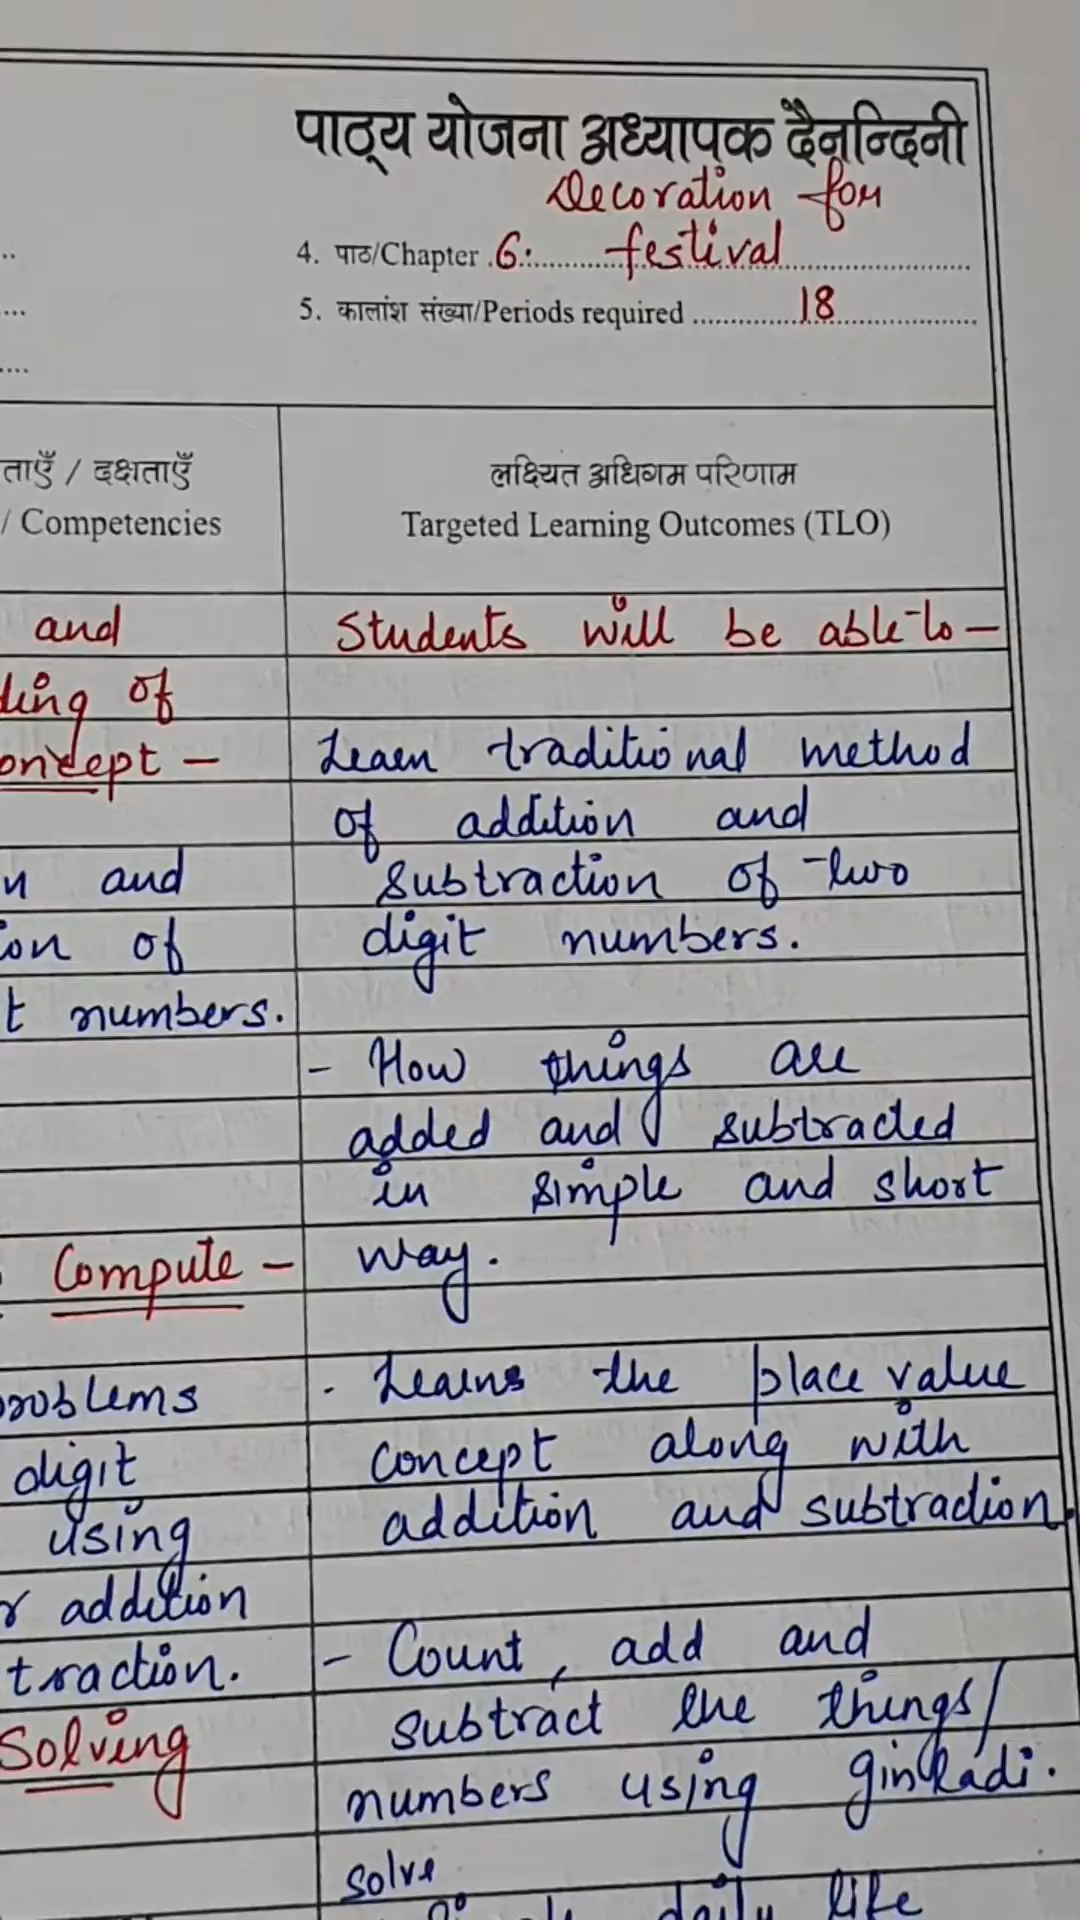 पाठ्य योजना अध्यापक दैनन्दिनी
Decoration for
4. पाठ/Chapter .6. festival
5. कालांश संख्या/Periods required 18
ताएँ / दक्षताएँ
/ Competencies
लक्ष्यित अधिगम परिणाम
Targeted Learning Outcomes (TLO)
and
ding of
oncept –
n and
ion of
t numbers.
Compute –
roblems
digit
using
r addition
traction.
Solving
Students will be able to –
Learn traditional method
of addition and
subtraction of two
digit numbers.
- How things are
added and subtracted
in simple and short
way.
- Learns the place value
concept along with
addition and subtraction
- Count, add and
subtract the things/
numbers using ginladi.
solve
daily life